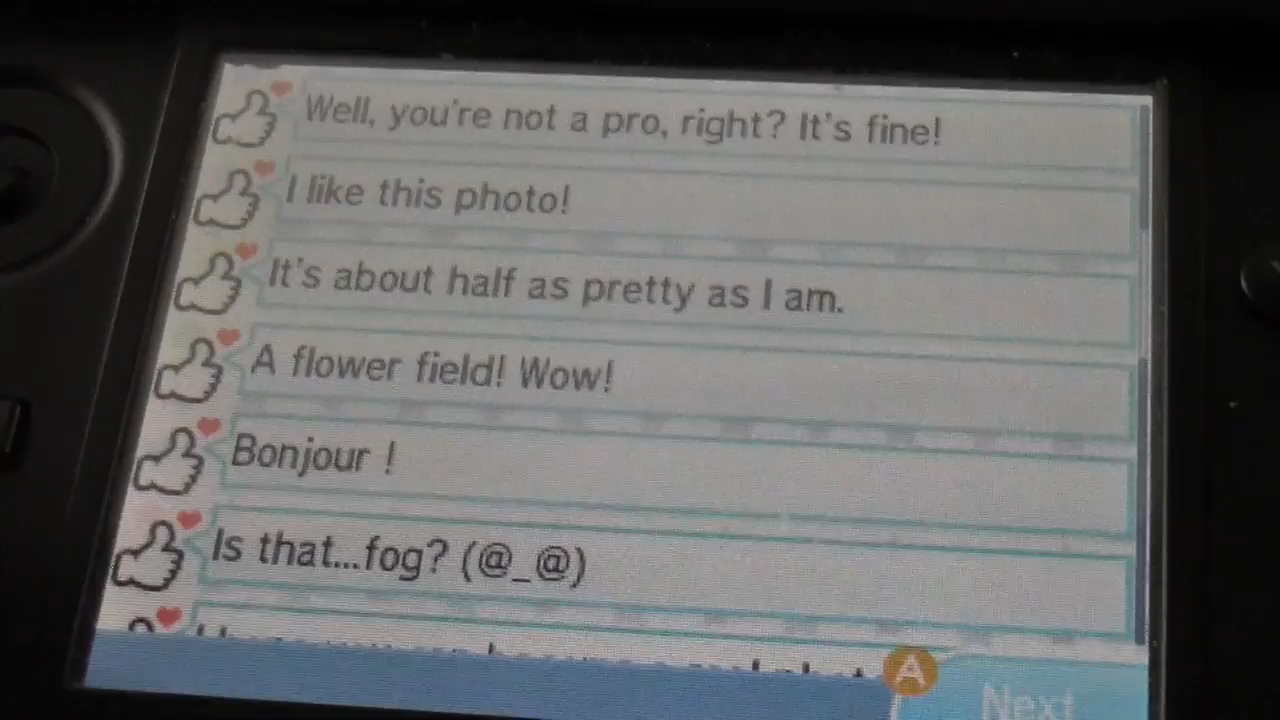 Well, you're not a pro, right? It's fine!
I like this photo!
It's about half as pretty as I am.
A flower field! Wow!
Bonjour !
Is that...fog? (@_@)
A
Next